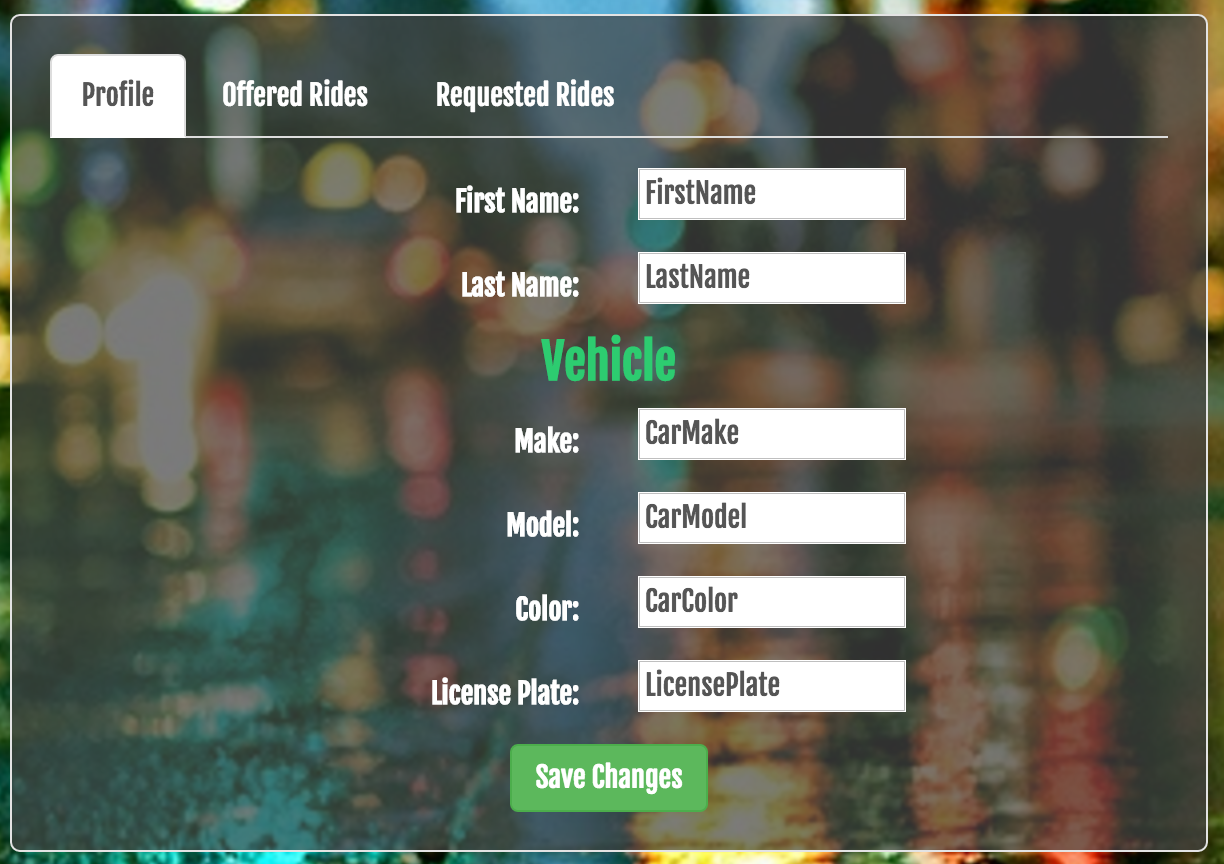 Profile Offered Rides Requested Rides
First Name: FirstName
Last Name: LastName
Vehicle
Make: CarMake
Model: CarModel
Color: CarColor
License Plate: LicensePlate
Save Changes